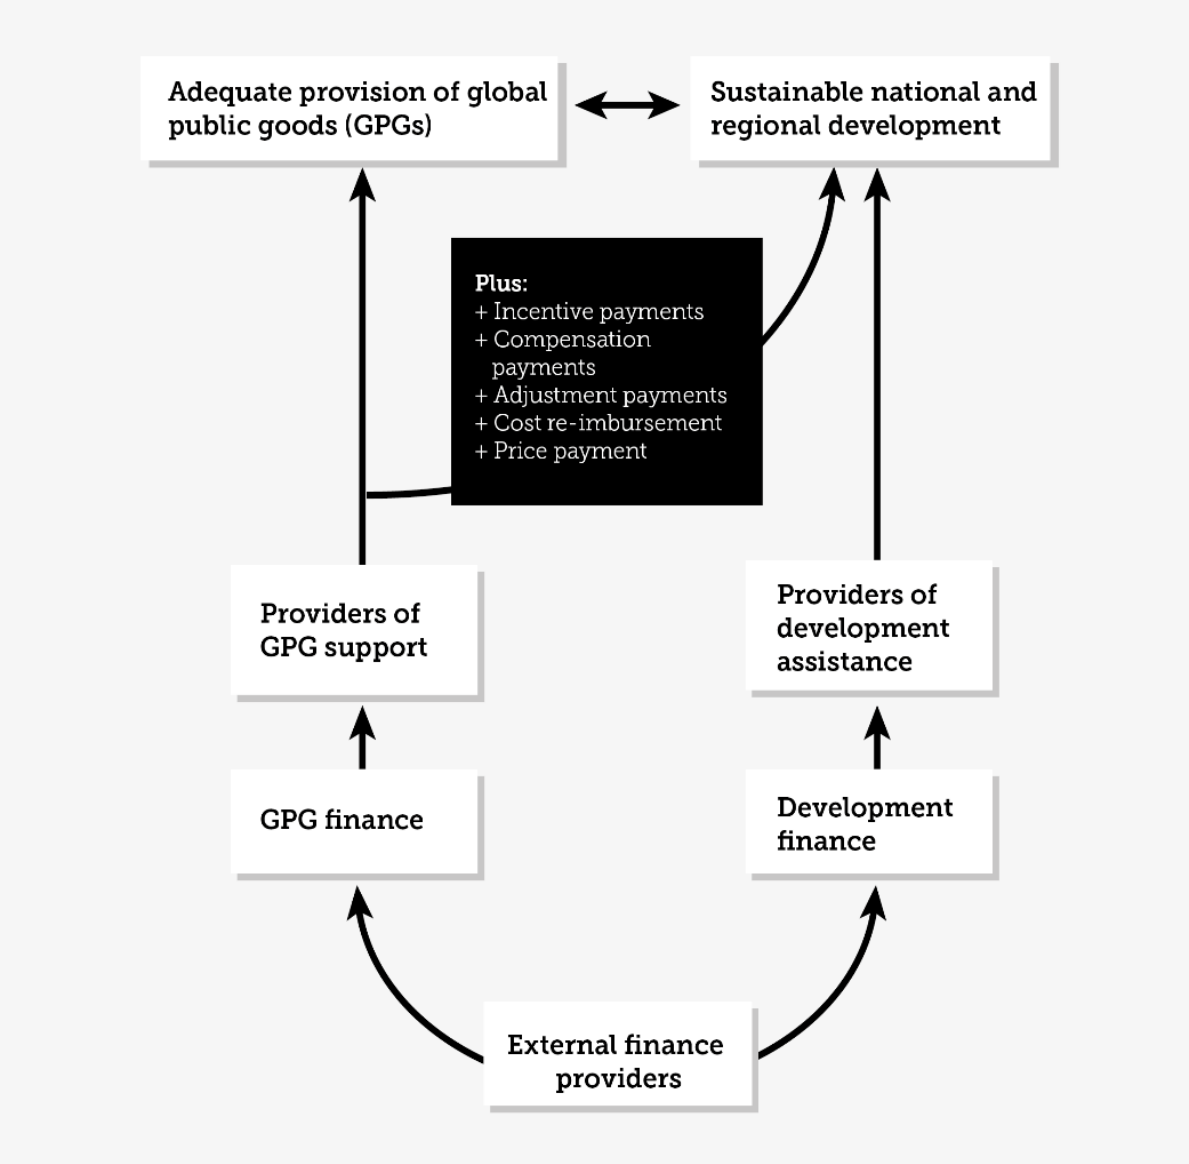 Adequate provision of global
public goods (GPGs)
Sustainable national and
regional development
Plus:
+ Incentive payments
+ Compensation
payments
+ Adjustment payments
+ Cost re-imbursement
+ Price payment
Providers of
GPG support
Providers of
development
assistance
GPG finance
Development
finance
External finance
providers